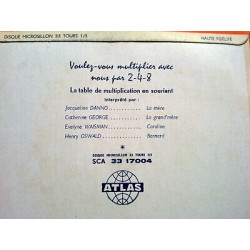 DISQUE MICROSILLON 33 TOURS 1/3 HAUTE FIDELITE
Voulez-vous multiplier avec
nous par 2-4-8
La table de multiplication en souriant
Interprété par :
Jacqueline DANNO ........ La mère
Catherine GEORGE ........ La grand'mère
Evelyne WAISMAN ........ Caroline
Henry OSWALD ........ Bernard
DISQUE MICROSILLON 33 TOURS 1/3
SCA 33 17004
ATLAS